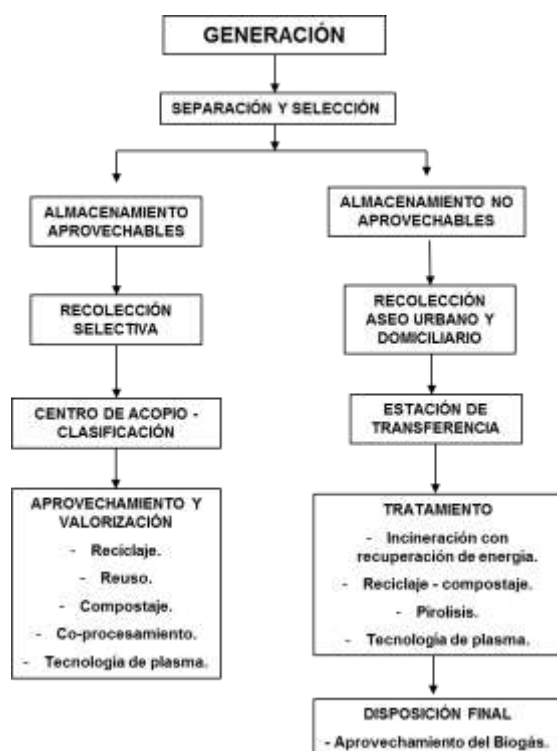 GENERACIÓN
SEPARACIÓN Y SELECCIÓN
ALMACENAMIENTO
APROVECHABLES
RECOLECCIÓN
SELECTIVA
CENTRO DE ACOPIO -
CLASIFICACIÓN
APROVECHAMIENTO Y
VALORIZACIÓN
- Reciclaje.
- Reuso.
- Compostaje.
- Co-procesamiento.
- Tecnología de plasma.
ALMACENAMIENTO NO
APROVECHABLES
RECOLECCIÓN
ASEO URBANO Y
DOMICILIARIO
ESTACIÓN DE
TRANSFERENCIA
TRATAMIENTO
- Incineración con
recuperación de energía.
- Reciclaje - compostaje.
- Pirolisis.
- Tecnología de plasma.
DISPOSICIÓN FINAL
- Aprovechamiento del Biogás.